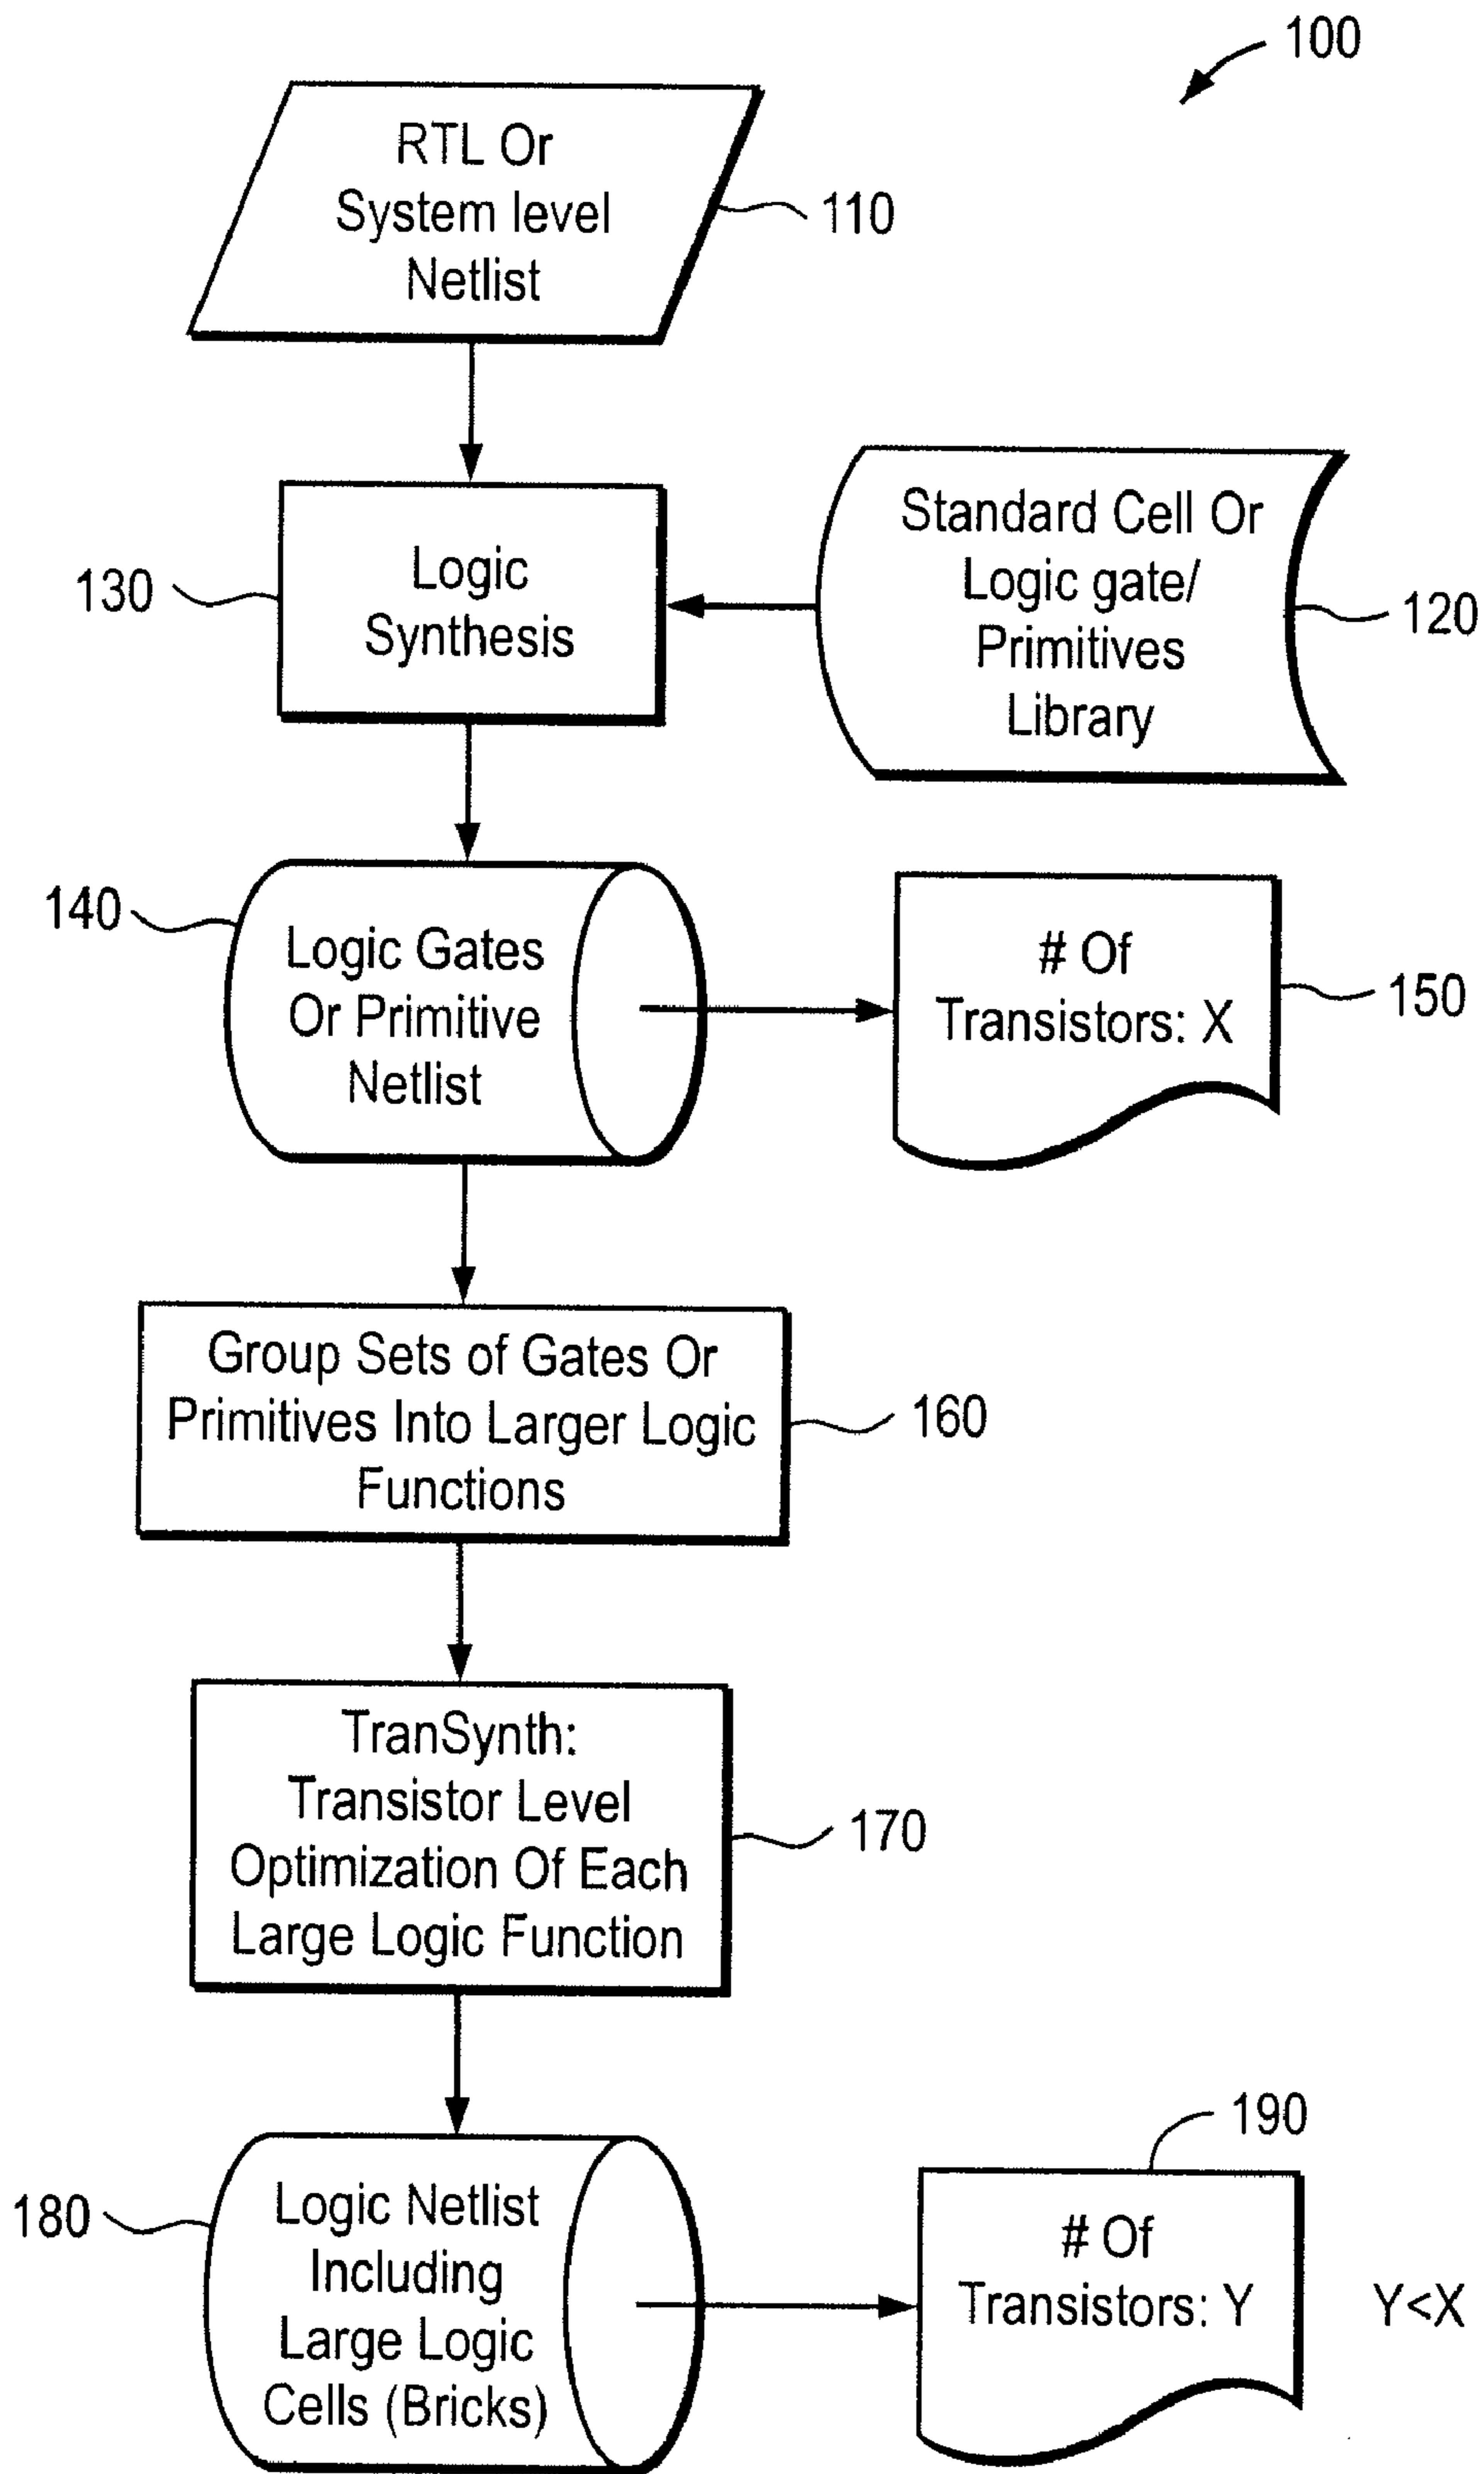 100
RTL Or
System level
Netlist
110
Standard Cell Or
Logic gate/
Primitives
Library
120
130
Logic
Synthesis
140
Logic Gates
Or Primitive
Netlist
# Of
Transistors: X
150
Group Sets of Gates Or
Primitives Into Larger Logic
Functions
160
TranSynth:
Transistor Level
Optimization Of Each
Large Logic Function
170
180
Logic Netlist
Including
Large Logic
Cells (Bricks)
190
# Of
Transistors: Y
Y<X